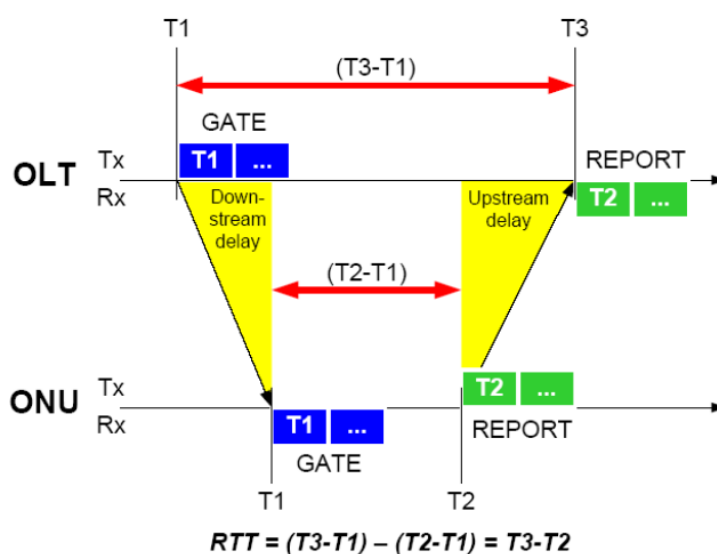 T1 T3
(T3-T1)
GATE
T1 ... REPORT
OLT Tx
Rx T2 ...
Down-
stream
delay
Upstream
delay
(T2-T1)
ONU Tx
Rx T2 ...
T1 ... REPORT
GATE
T1 T2
RTT = (T3-T1) – (T2-T1) = T3-T2